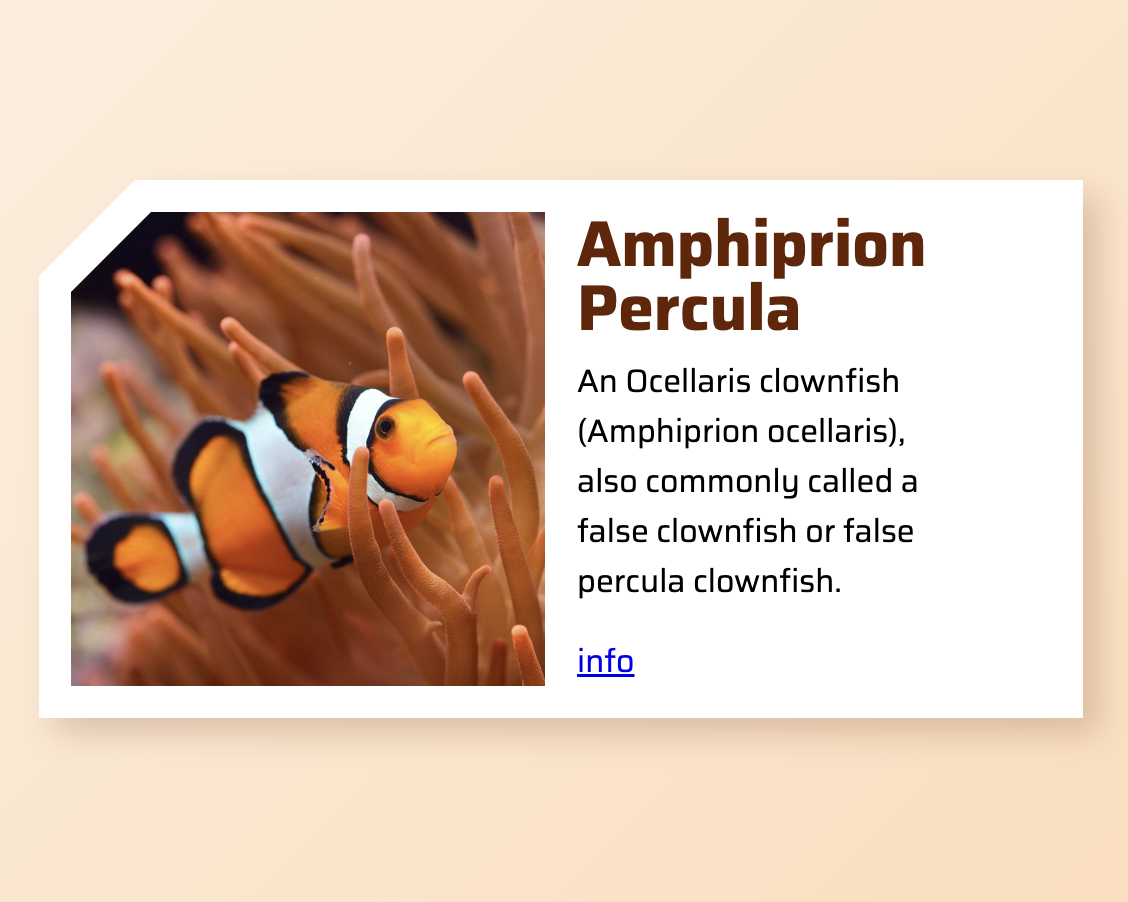 Amphiprion
Percula
An Ocellaris clownfish
(Amphiprion ocellaris),
also commonly called a
false clownfish or false
percula clownfish.
info